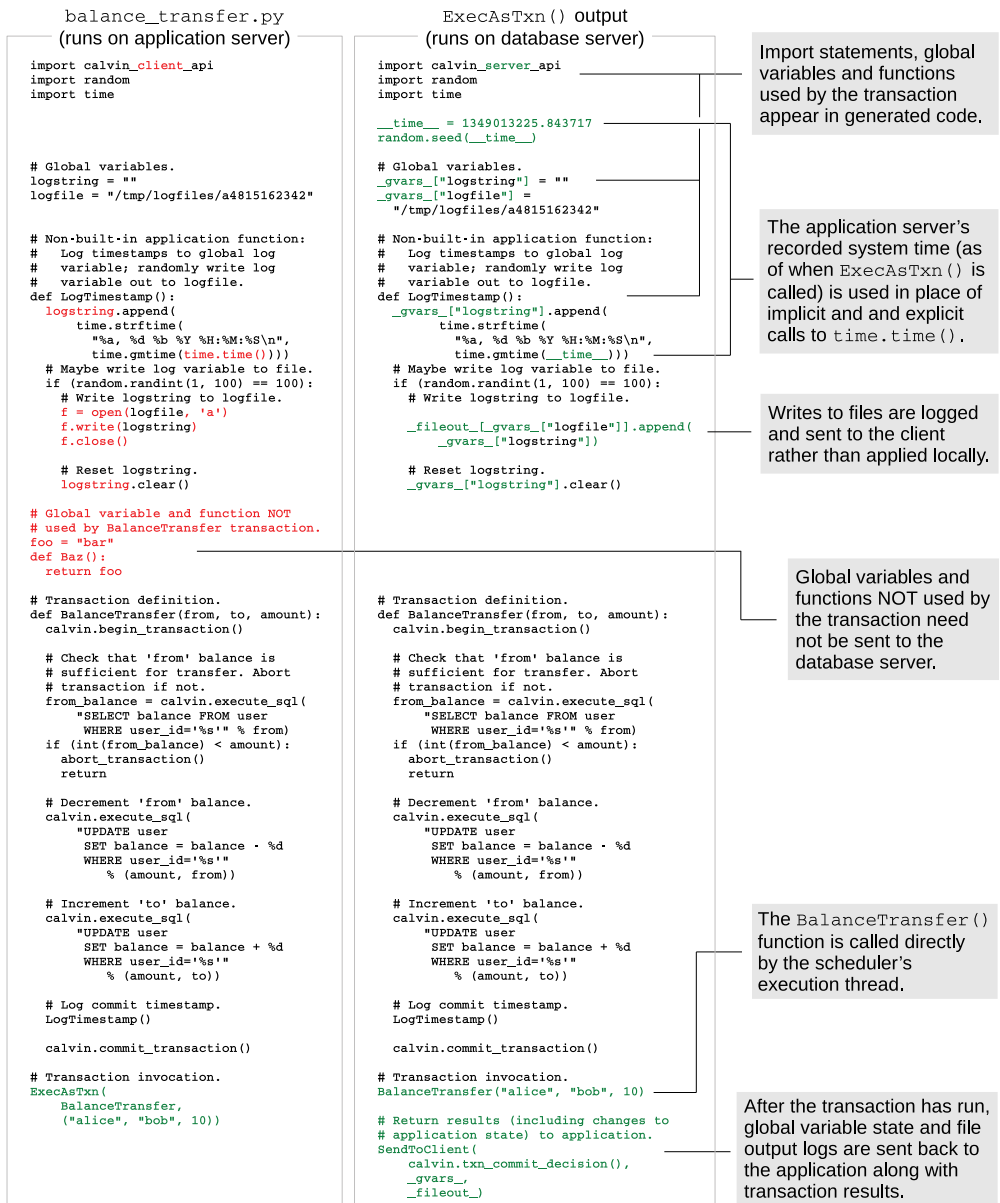 balance_transfer.py
(runs on application server)
import calvin_client_api
import random
import time
# Global variables.
logstring = ""
logfile = "/tmp/logfiles/a4815162342"
# Non-built-in application function:
#   Log timestamps to global log
#   variable; randomly write log
#   variable out to logfile.
def LogTimestamp():
  logstring.append(
      time.strftime(
        "%a, %d %b %Y %H:%M:%S\n",
        time.gmtime(time.time())))
  # Maybe write log variable to file.
  if (random.randint(1, 100) == 100):
    # Write logstring to logfile.
    f = open(logfile, 'a')
    f.write(logstring)
    f.close()
    # Reset logstring.
    logstring.clear()
# Global variable and function NOT
# used by BalanceTransfer transaction.
foo = "bar"
def Baz():
  return foo
# Transaction definition.
def BalanceTransfer(from, to, amount):
  calvin.begin_transaction()
  # Check that 'from' balance is
  # sufficient for transfer. Abort
  # transaction if not.
  from_balance = calvin.execute_sql(
      "SELECT balance FROM user
       WHERE user_id='%s'" % from)
  if (int(from_balance) < amount):
    abort_transaction()
    return
  # Decrement 'from' balance.
  calvin.execute_sql(
      "UPDATE user
       SET balance = balance - %d
       WHERE user_id='%s'"
          % (amount, from))
  # Increment 'to' balance.
  calvin.execute_sql(
      "UPDATE user
       SET balance = balance + %d
       WHERE user_id='%s'"
          % (amount, to))
  # Log commit timestamp.
  LogTimestamp()
  calvin.commit_transaction()
# Transaction invocation.
ExecAsTxn(
    BalanceTransfer,
    ("alice", "bob", 10))
ExecAsTxn() output
(runs on database server)
import calvin_server_api
import random
import time
__time__ = 1349013225.843717
random.seed(__time__)
# Global variables.
_gvars_["logstring"] = ""
_gvars_["logfile"] =
  "/tmp/logfiles/a4815162342"
# Non-built-in application function:
#   Log timestamps to global log
#   variable; randomly write log
#   variable out to logfile.
def LogTimestamp():
  _gvars_["logstring"].append(
        time.strftime(
          "%a, %d %b %Y %H:%M:%S\n",
          time.gmtime(__time__)))
  # Maybe write log variable to file.
  if (random.randint(1, 100) == 100):
    # Write logstring to logfile.
    _fileout_[_gvars_["logfile"]].append(
        _gvars_["logstring"])
    # Reset logstring.
    _gvars_["logstring"].clear()
# Transaction definition.
def BalanceTransfer(from, to, amount):
  calvin.begin_transaction()
  # Check that 'from' balance is
  # sufficient for transfer. Abort
  # transaction if not.
  from_balance = calvin.execute_sql(
      "SELECT balance FROM user
       WHERE user_id='%s'" % from)
  if (int(from_balance) < amount):
    abort_transaction()
    return
  # Decrement 'from' balance.
  calvin.execute_sql(
      "UPDATE user
       SET balance = balance - %d
       WHERE user_id='%s'"
          % (amount, from))
  # Increment 'to' balance.
  calvin.execute_sql(
      "UPDATE user
       SET balance = balance + %d
       WHERE user_id='%s'"
          % (amount, to))
  # Log commit timestamp.
  LogTimestamp()
  calvin.commit_transaction()
# Transaction invocation.
BalanceTransfer("alice", "bob", 10)
# Return results (including changes to
# application state) to application.
SendToClient(
    calvin.txn_commit_decision(),
    _gvars_,
    _fileout_)
Import statements, global
variables and functions
used by the transaction
appear in generated code.
The application server's
recorded system time (as
of when ExecAsTxn() is
called) is used in place of
implicit and and explicit
calls to time.time().
Writes to files are logged
and sent to the client
rather than applied locally.
Global variables and
functions NOT used by
the transaction need
not be sent to the
database server.
The BalanceTransfer()
function is called directly
by the scheduler's
execution thread.
After the transaction has run,
global variable state and file
output logs are sent back to
the application along with
transaction results.